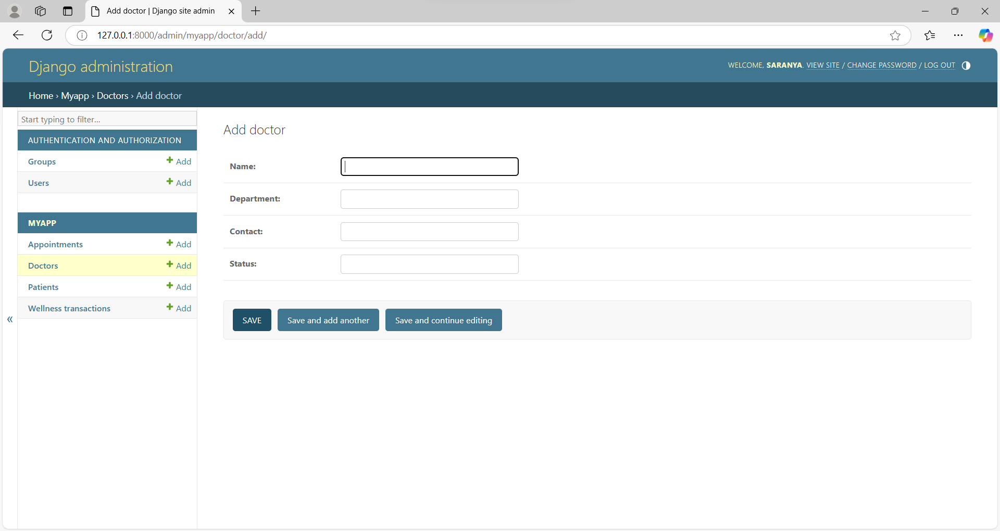 Add doctor | Django site admin
127.0.0.1:8000/admin/myapp/doctor/add/
Django administration
WELCOME, SARANYA. VIEW SITE / CHANGE PASSWORD / LOG OUT
Home › Myapp › Doctors › Add doctor
Start typing to filter...
AUTHENTICATION AND AUTHORIZATION
Groups Add
Users Add
MYAPP
Appointments Add
Doctors Add
Patients Add
Wellness transactions Add
«
Add doctor
Name:
Department:
Contact:
Status:
SAVE Save and add another Save and continue editing